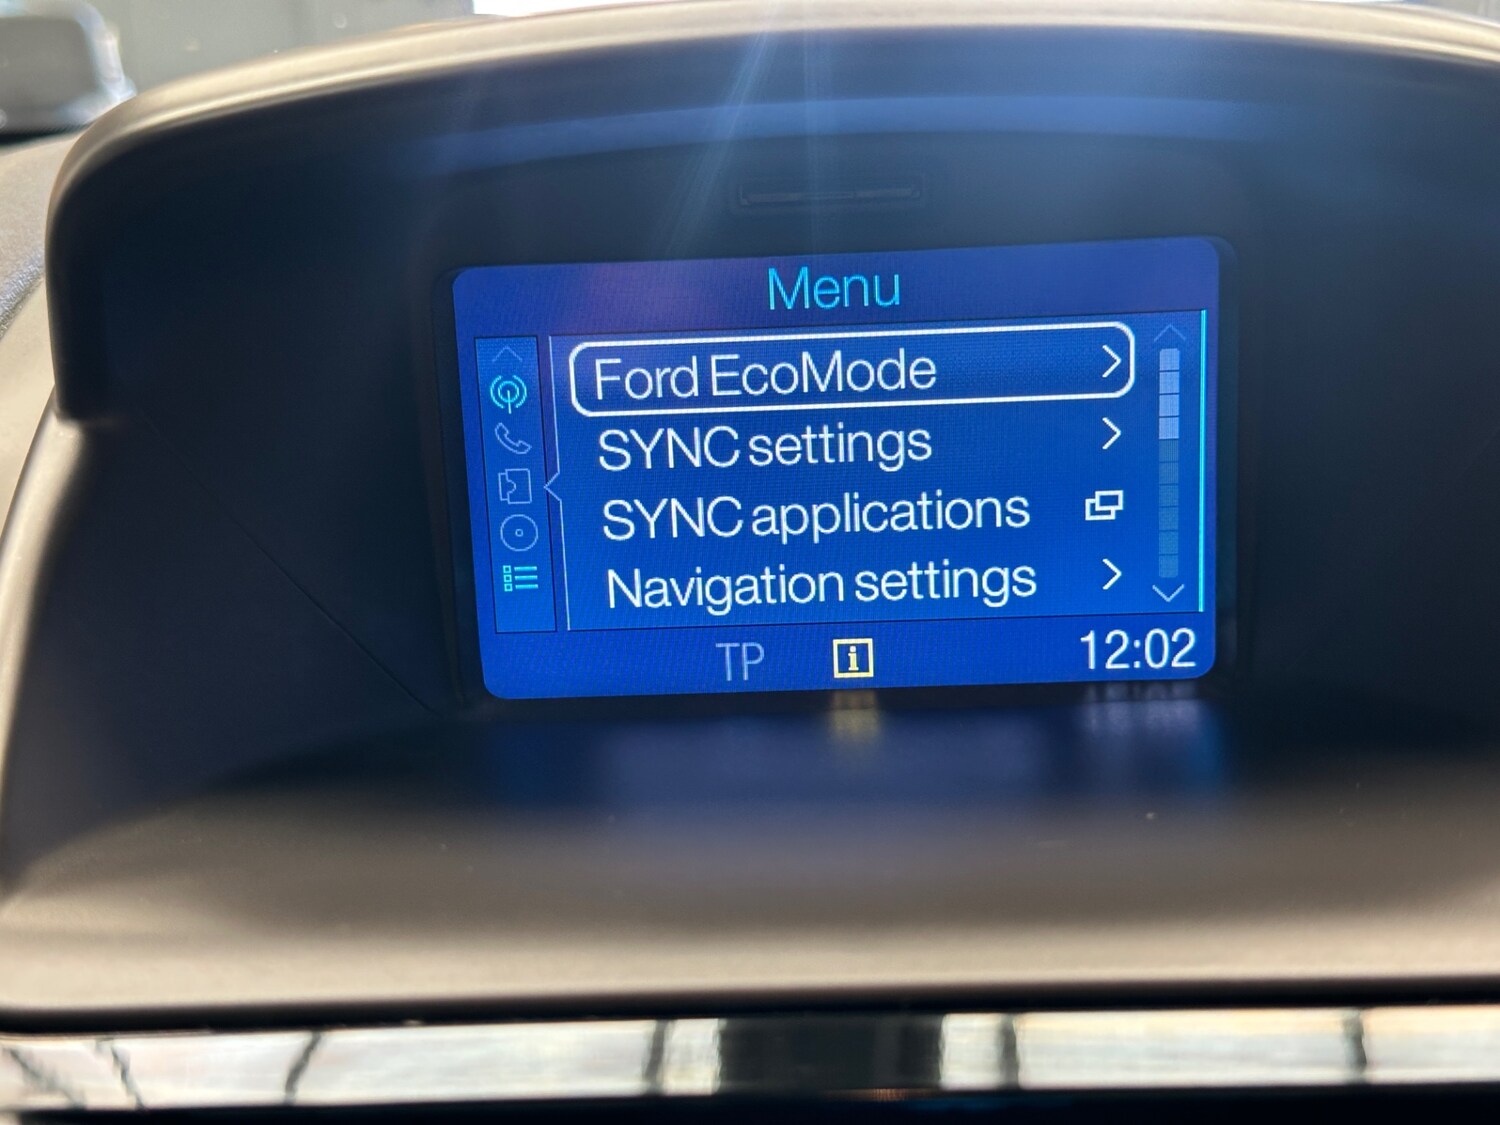 Menu
Ford EcoMode
SYNC settings
SYNC applications
Navigation settings
TP i 12:02